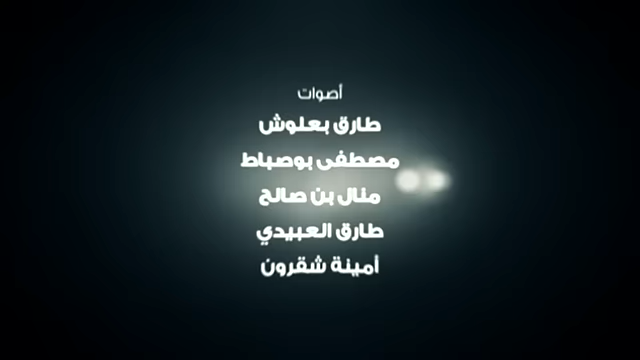 أصوات
طارق بعلوش
مصطفى بوصباط
منال بن صالح
طارق العبيدي
أمينة شقرون